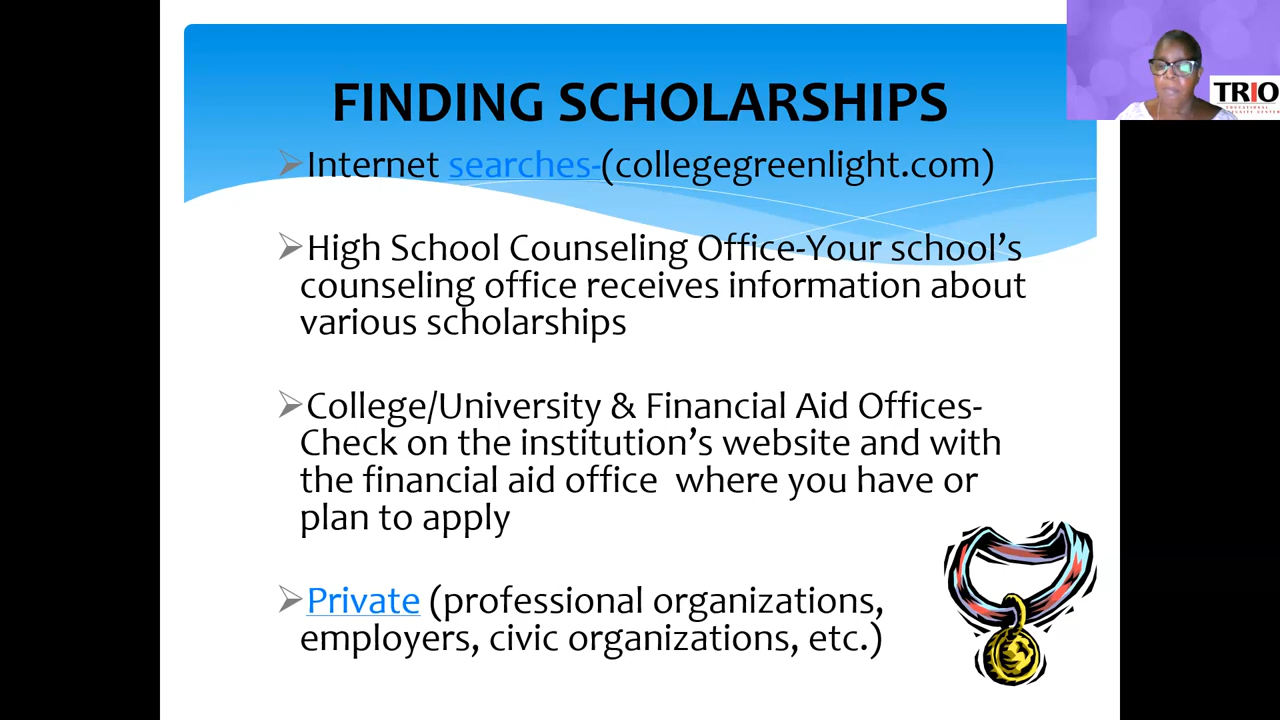 FINDING SCHOLARSHIPS
➢Internet searches-(collegegreenlight.com)
➢High School Counseling Office-Your school’s
counseling office receives information about
various scholarships
➢College/University & Financial Aid Offices-
Check on the institution’s website and with
the financial aid office  where you have or
plan to apply
➢Private (professional organizations,
employers, civic organizations, etc.)
TRIO
EDUCATIONAL